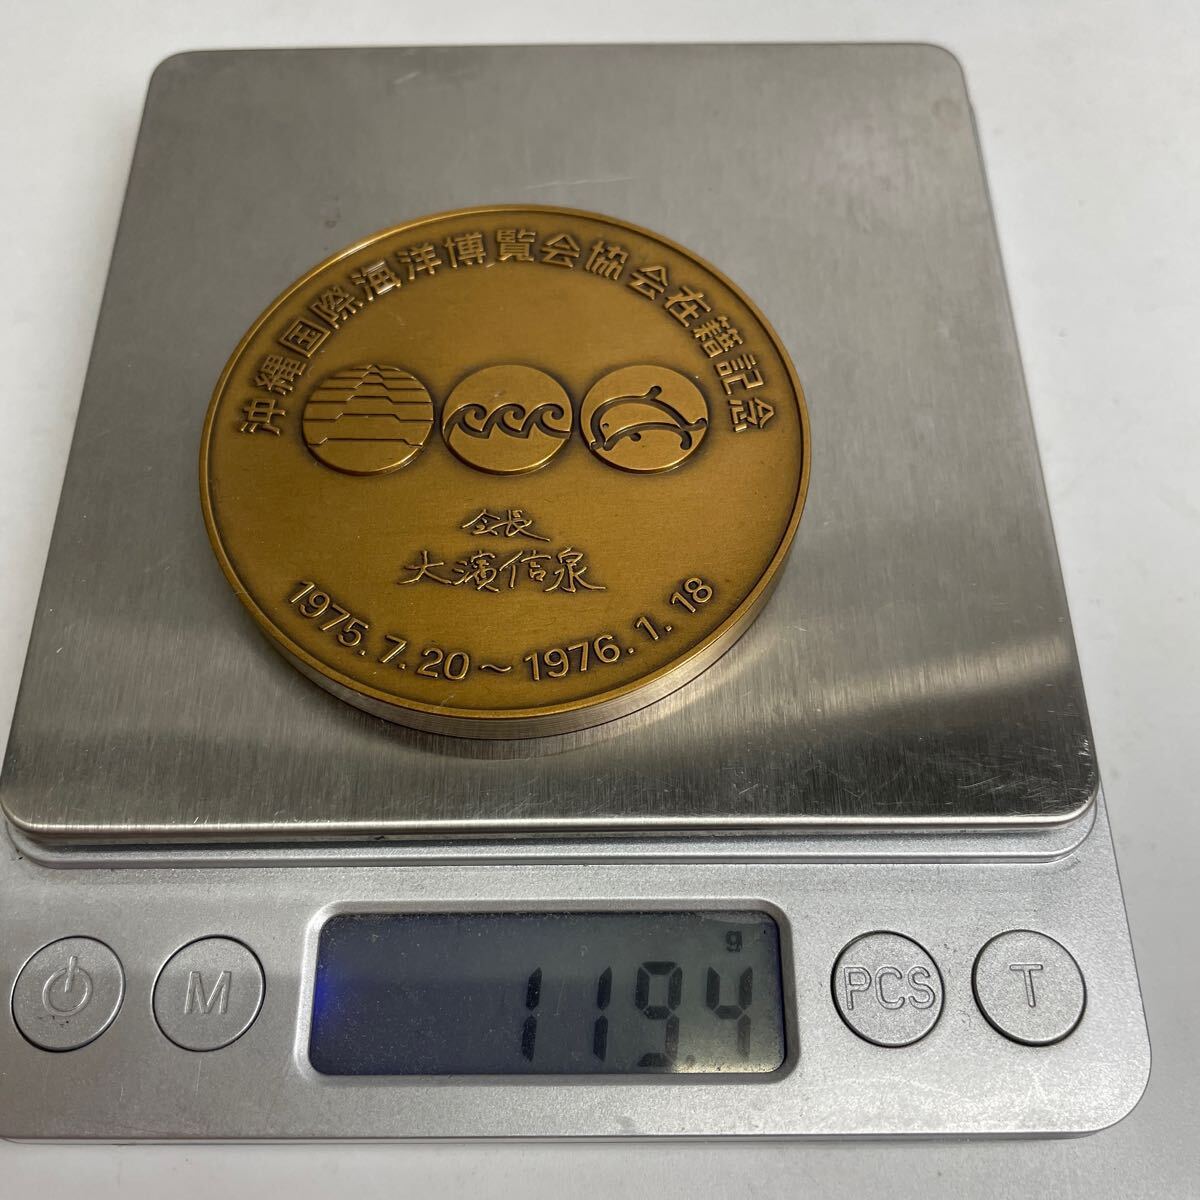 沖縄国際海洋博覧会協会在籍記念
会長
大濱信泉
1975.7.20～1976.1.18
g
119.4
M
PCS
T